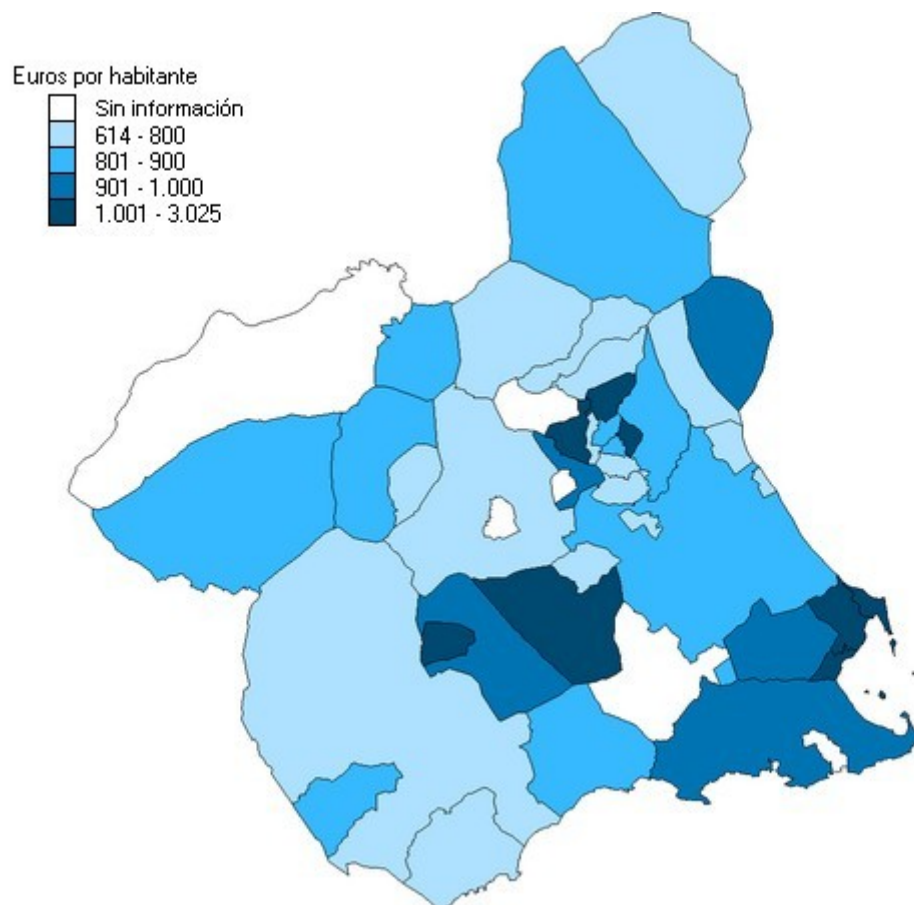 Euros por habitante
Sin información
614 - 800
801 - 900
901 - 1.000
1.001 - 3.025